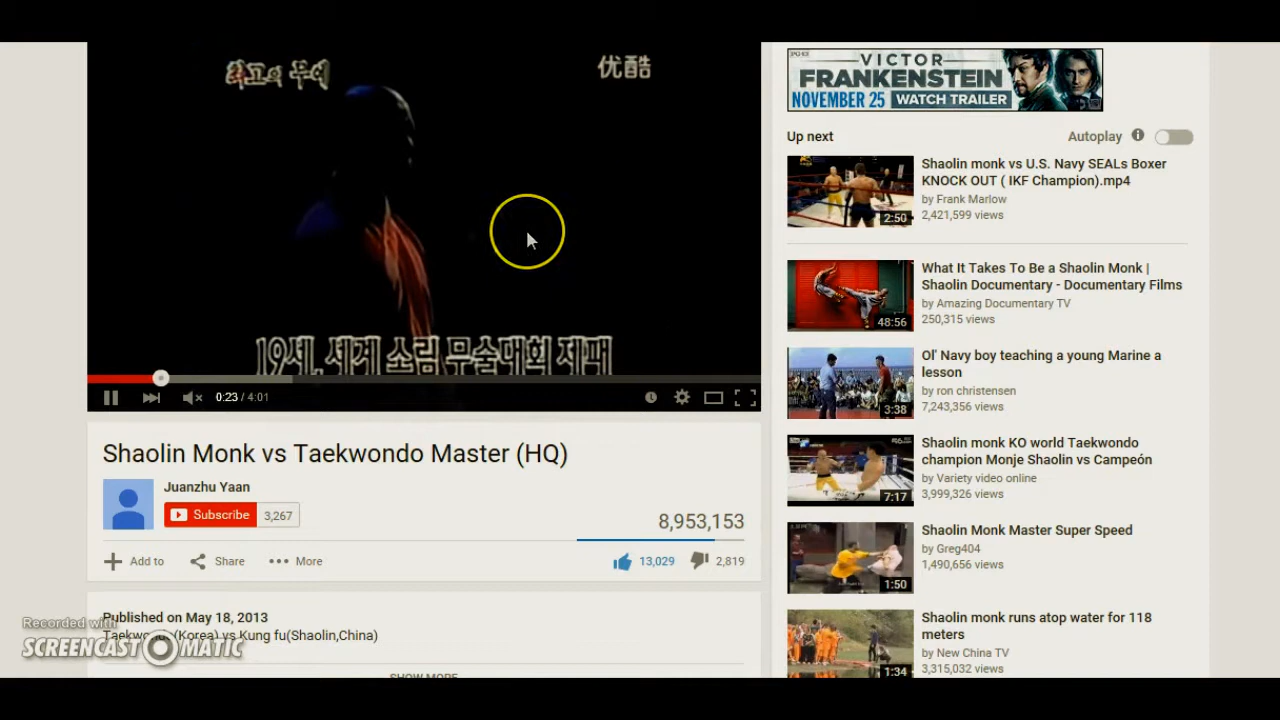 최고의 무예
优酷
19세, 세계 소림 무술대회 제패
0:23 / 4:01
Shaolin Monk vs Taekwondo Master (HQ)
Juanzhu Yaan
Subscribe 3,267
8,953,153
Add to Share More 13,029 2,819
Published on May 18, 2013
Taekwondo(Korea) vs Kung fu(Shaolin,China)
SHOW MORE
Recorded with
SCREENCAST-O-MATIC
VICTOR
FRANKENSTEIN
NOVEMBER 25 WATCH TRAILER
Up next Autoplay
Shaolin monk vs U.S. Navy SEALs Boxer
KNOCK OUT ( IKF Champion).mp4
by Frank Marlow
2,421,599 views
2:50
What It Takes To Be a Shaolin Monk |
Shaolin Documentary - Documentary Films
by Amazing Documentary TV
250,315 views
48:56
Ol' Navy boy teaching a young Marine a
lesson
by ron christensen
7,243,356 views
3:38
Shaolin monk KO world Taekwondo
champion Monje Shaolin vs Campeón
by Variety video online
3,999,326 views
7:17
Shaolin Monk Master Super Speed
by Greg404
1,490,656 views
1:50
Shaolin monk runs atop water for 118
meters
by New China TV
3,315,032 views
1:34